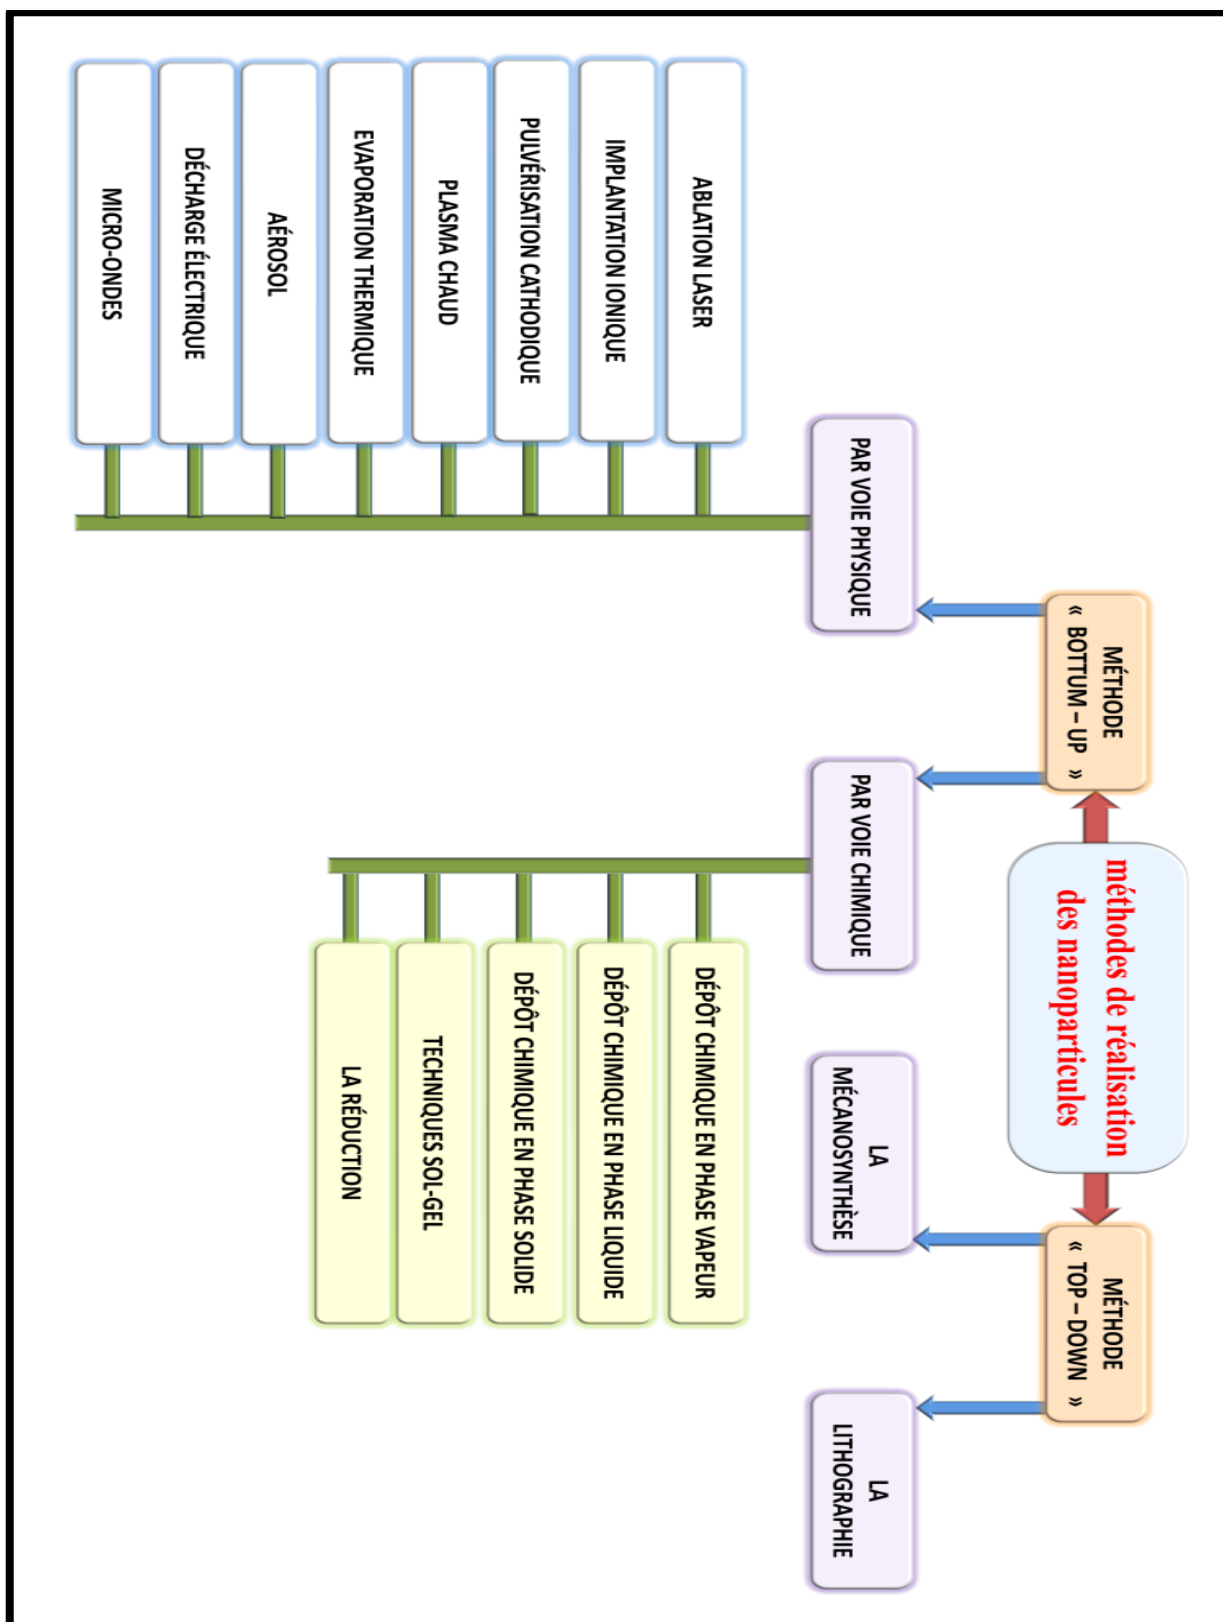 méthodes de réalisation
des nanoparticules
MÉTHODE
« BOTTUM – UP »
MÉTHODE
« TOP – DOWN »
PAR VOIE PHYSIQUE
PAR VOIE CHIMIQUE
LA
MÉCANOSYNTHÈSE
LA
LITHOGRAPHIE
ABLATION LASER
IMPLANTATION IONIQUE
PULVÉRISATION CATHODIQUE
PLASMA CHAUD
EVAPORATION THERMIQUE
AÉROSOL
DÉCHARGE ÉLECTRIQUE
MICRO-ONDES
DÉPÔT CHIMIQUE EN PHASE VAPEUR
DÉPÔT CHIMIQUE EN PHASE LIQUIDE
DÉPÔT CHIMIQUE EN PHASE SOLIDE
TECHNIQUES SOL-GEL
LA RÉDUCTION